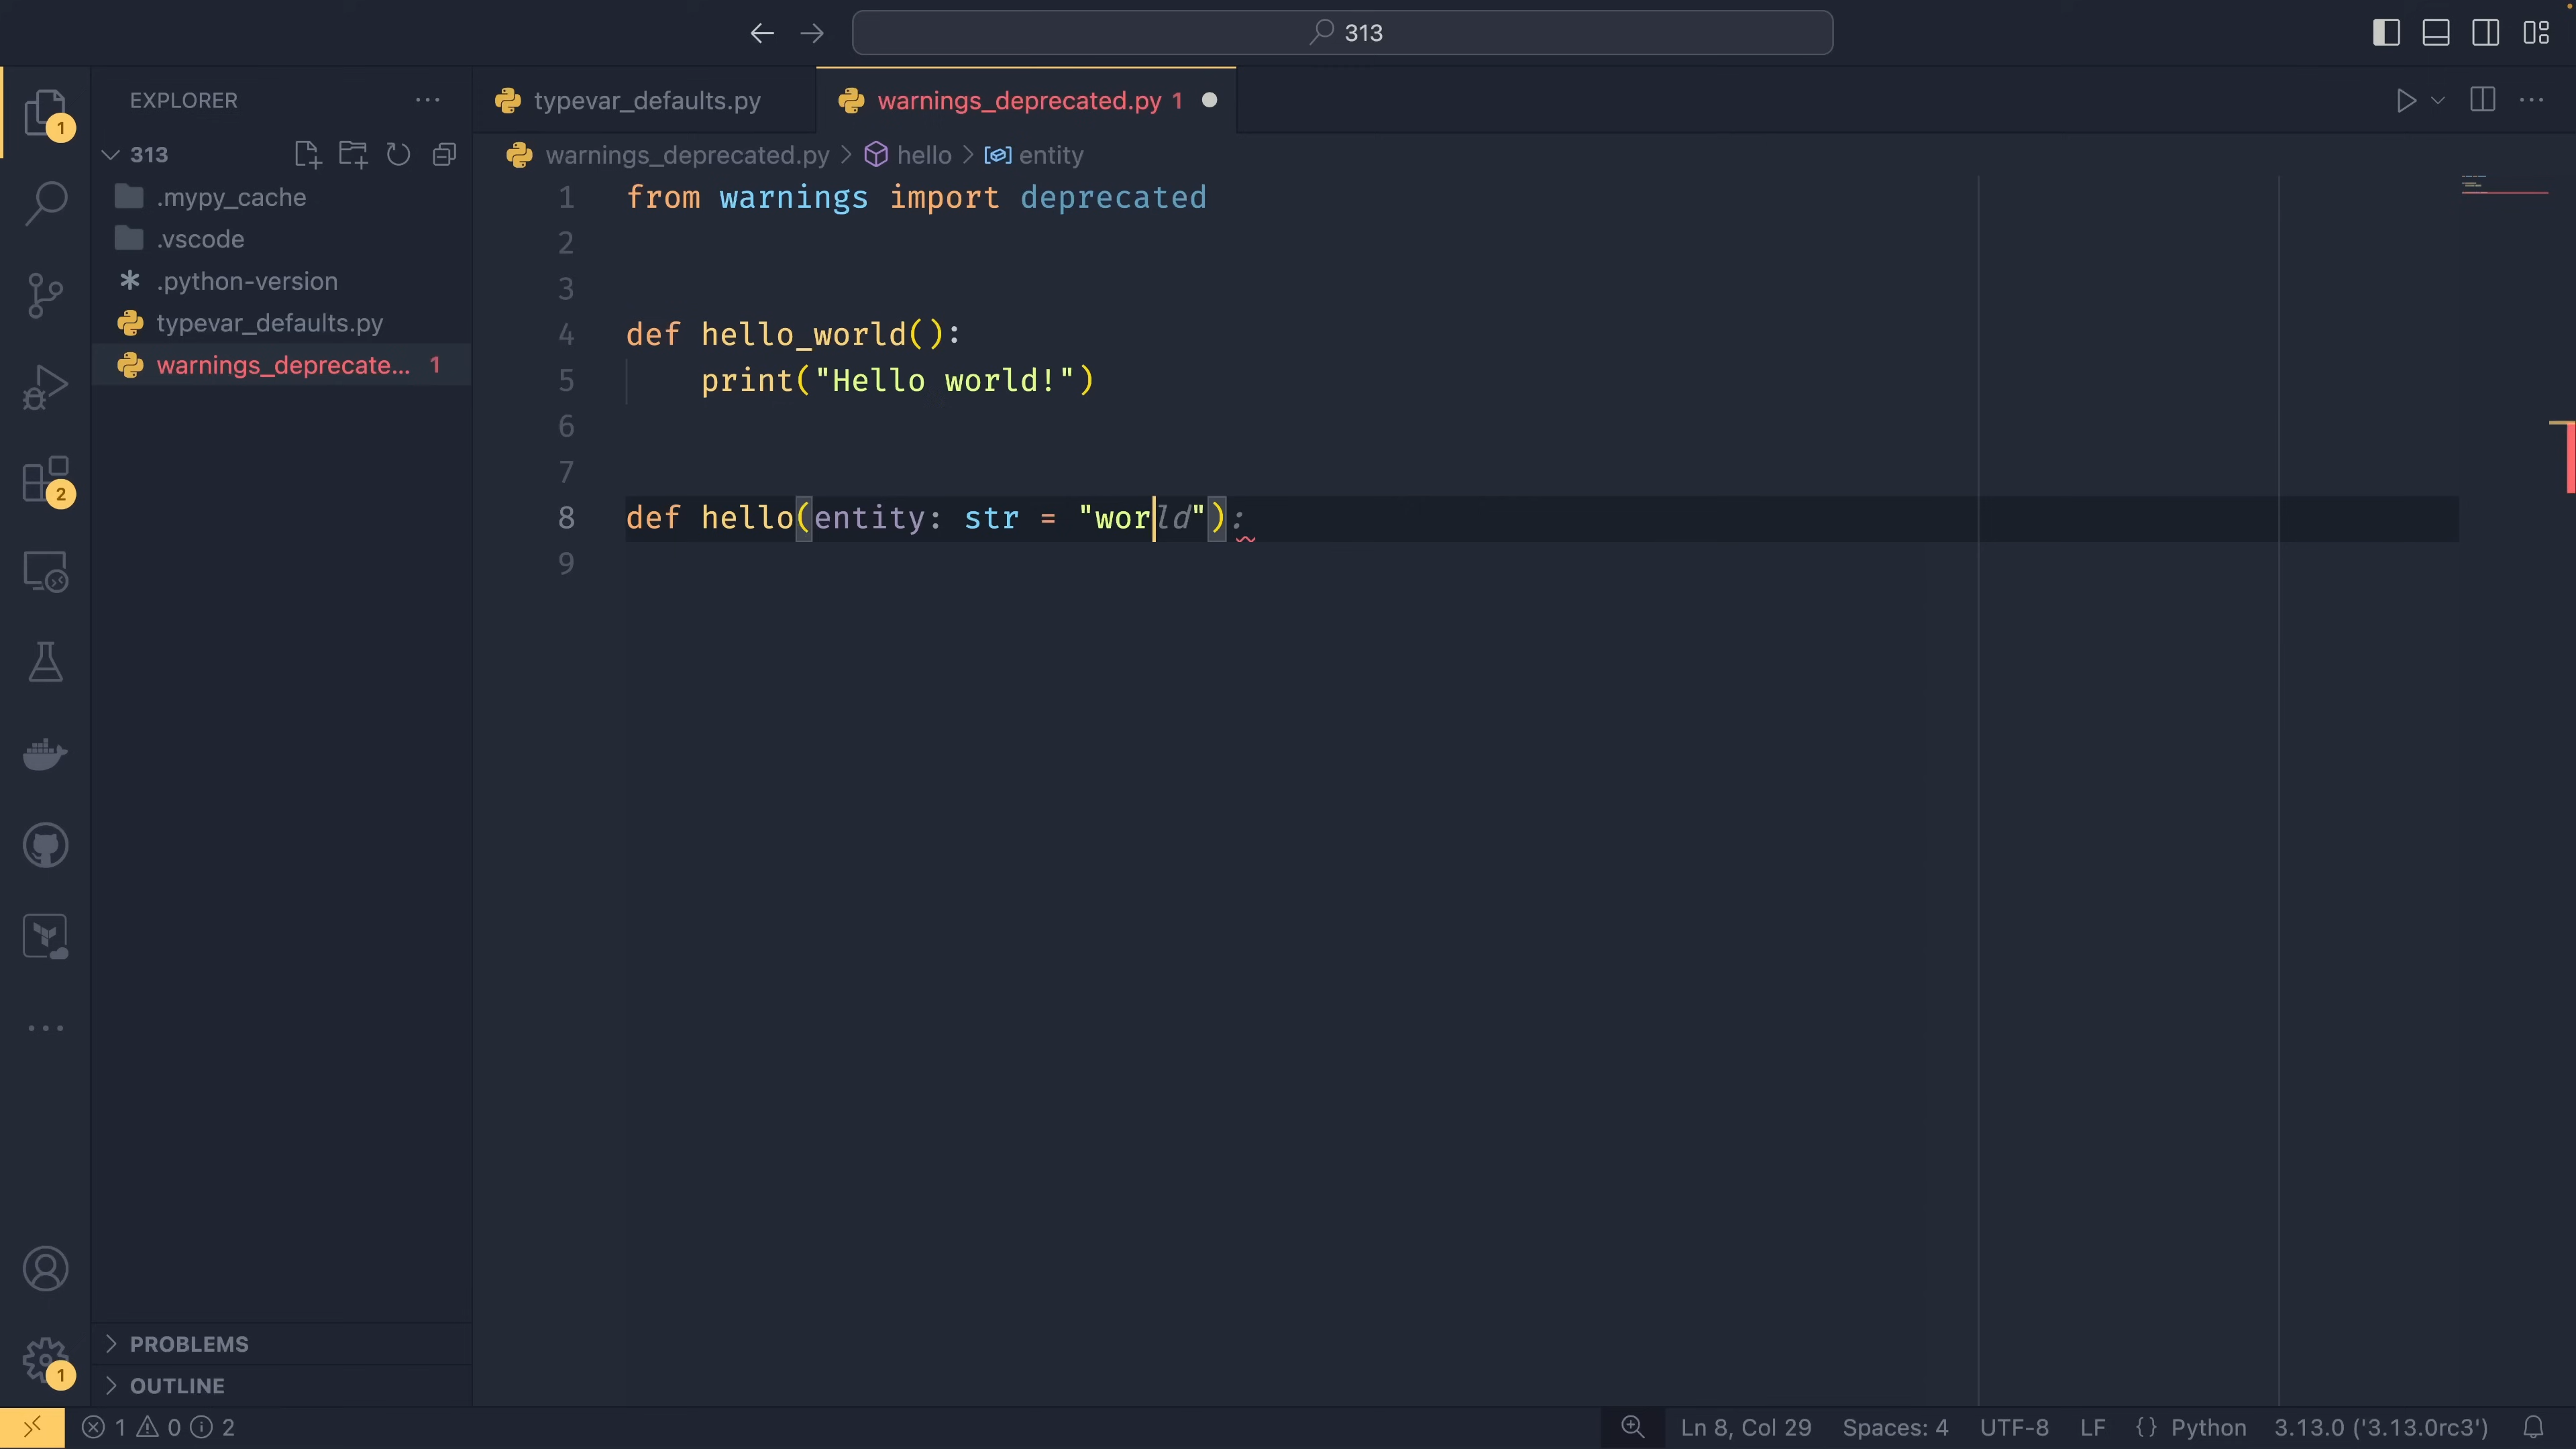 313
EXPLORER
typevar_defaults.py
warnings_deprecated.py 1
313
warnings_deprecated.py > hello > entity
.mypy_cache
.vscode
.python-version
typevar_defaults.py
warnings_deprecate... 1
1 from warnings import deprecated
2
3
4 def hello_world():
5 print("Hello world!")
6
7
8 def hello(entity: str = "world"):
9
1
2
1
PROBLEMS
OUTLINE
1 0 2
Ln 8, Col 29 Spaces: 4 UTF-8 LF {} Python 3.13.0 ('3.13.0rc3')